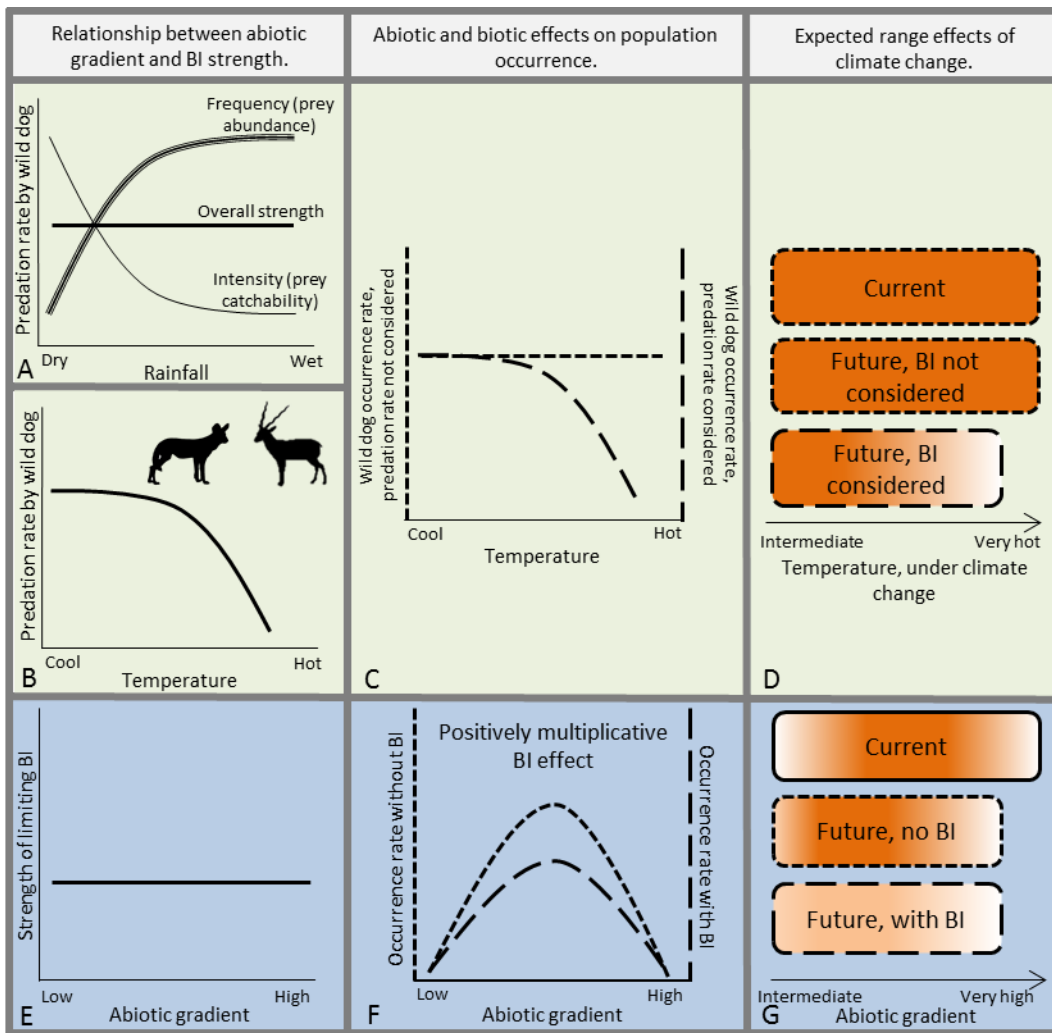 Relationship between abiotic
gradient and BI strength.
Abiotic and biotic effects on population
occurrence.
Expected range effects of
climate change.
Predation rate by wild dog
Frequency (prey
abundance)
Overall strength
Intensity (prey
catchability)
Dry
Wet
Rainfall
A
Predation rate by wild dog
Cool
Hot
Temperature
B
Wild dog occurrence rate,
predation rate not considered
Wild dog occurrence rate,
predation rate considered
Cool
Hot
Temperature
C
Current
Future, BI not
considered
Future, BI
considered
Intermediate
Very hot
Temperature, under climate
change
D
Strength of limiting BI
Low
High
Abiotic gradient
E
Positively multiplicative
BI effect
Occurrence rate without BI
Occurrence rate with BI
Low
High
Abiotic gradient
F
Current
Future, no BI
Future, with BI
Intermediate
Very high
Abiotic gradient
G